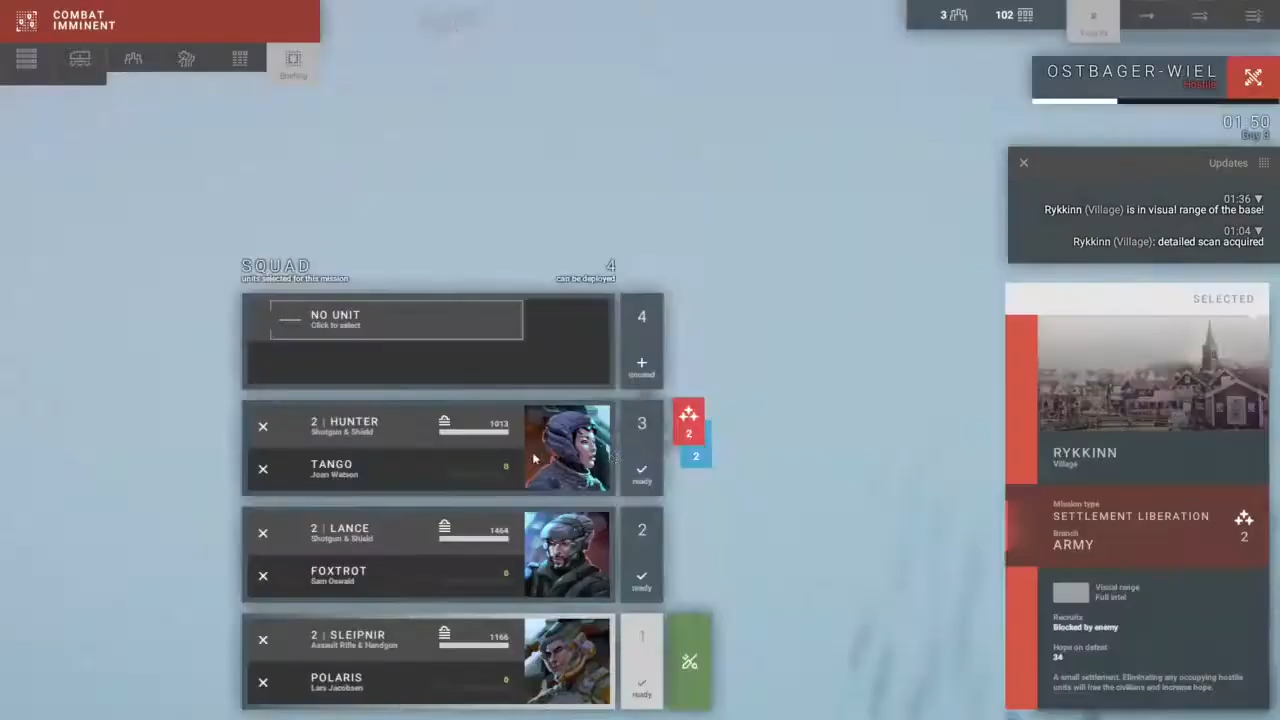 COMBAT
IMMINENT
3
102
Briefing
OSTBAGER-WIEL
Hostile
01:50
Day 3
Updates
01:36
Rykkinn (Village) is in visual range of the base!
01:04
Rykkinn (Village): detailed scan acquired
SQUAD
units selected for this mission
4
can be deployed
NO UNIT
Click to select
4
unused
2 | HUNTER
Shotgun & Shield
1013
TANGO
Joan Watson
0
3
ready
2
2
2 | LANCE
Shotgun & Shield
1464
FOXTROT
Sam Oswald
0
2
ready
2 | SLEIPNIR
Assault Rifle & Handgun
1166
POLARIS
Lars Jacobsen
0
1
ready
SELECTED
RYKKINN
Village
Mission type
SETTLEMENT LIBERATION
Branch
ARMY
2
Visual range
Full intel
Recruits
Blocked by enemy
Hope on defeat
34
A small settlement. Eliminating any occupying hostile
units will free the civilians and increase hope.